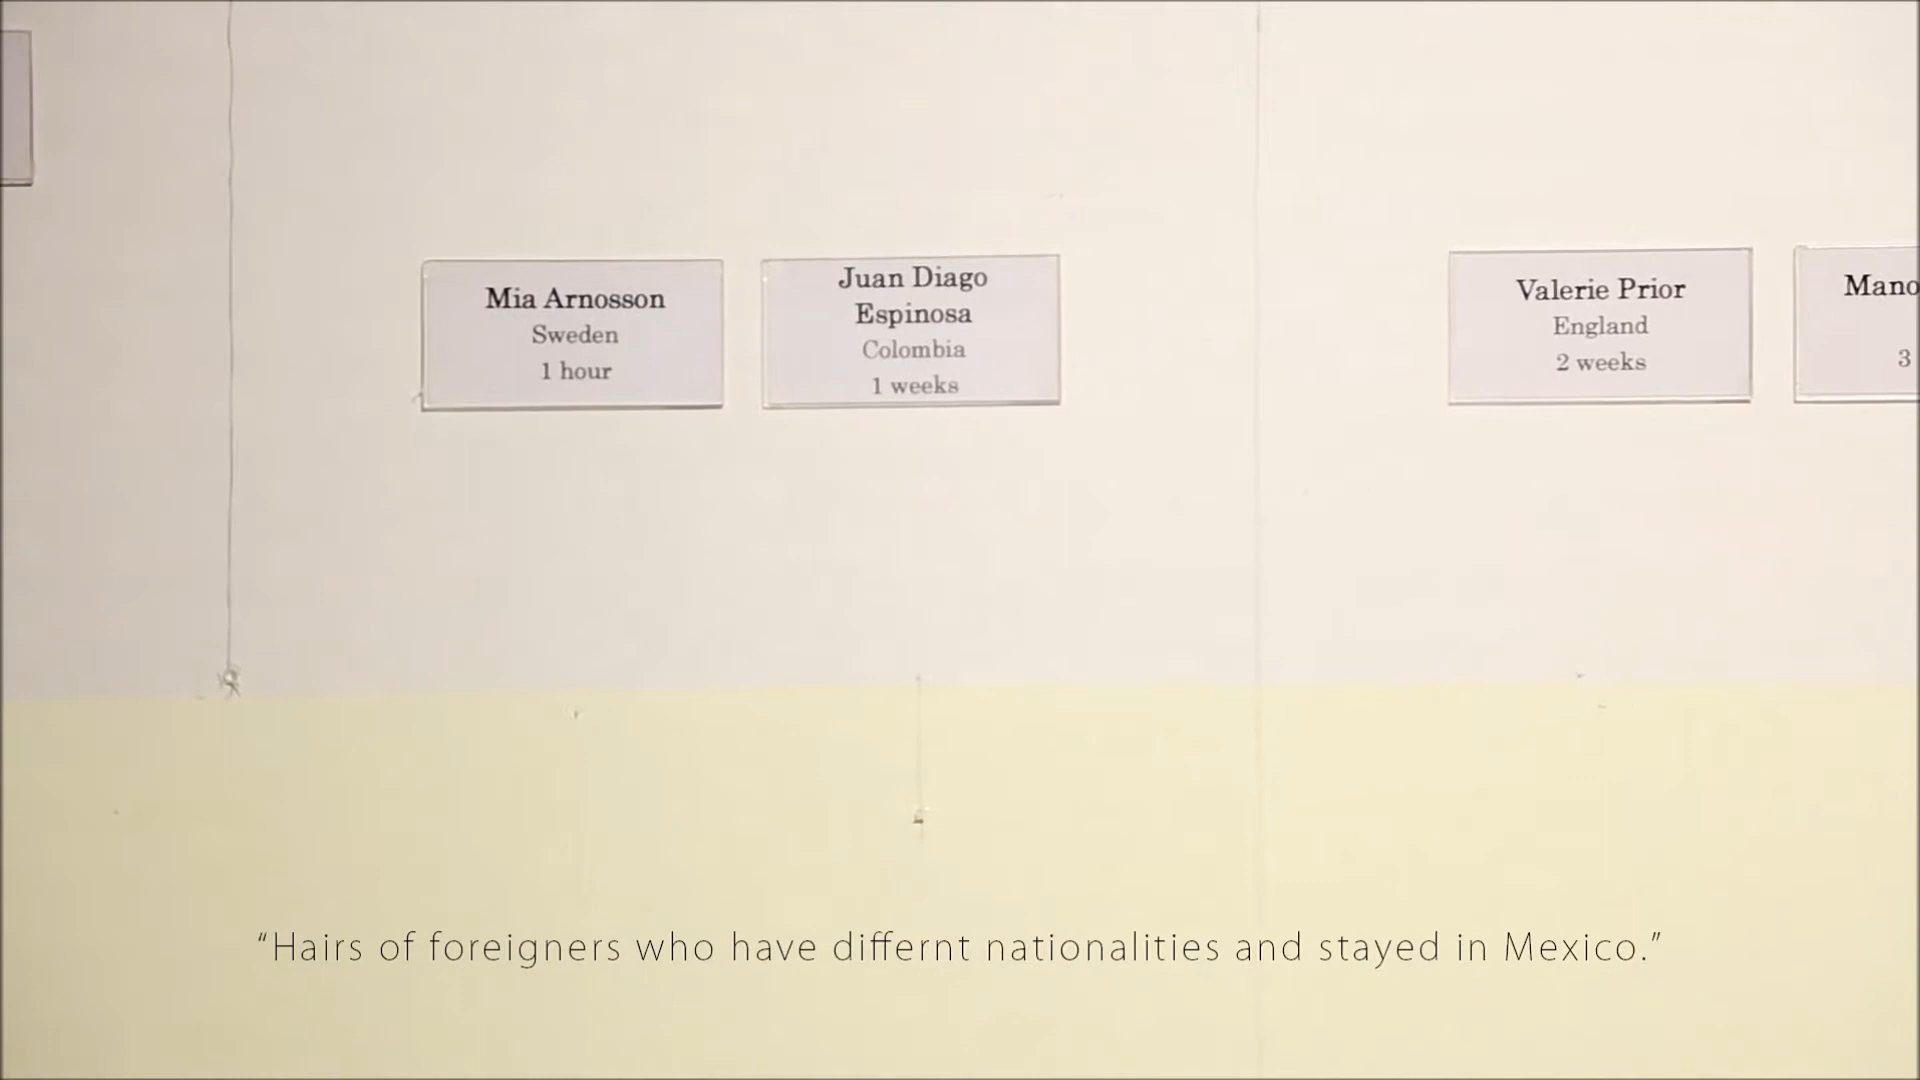 Mia Arnosson
Sweden
1 hour
Juan Diago
Espinosa
Colombia
1 weeks
Valerie Prior
England
2 weeks
3
“Hairs of foreigners who have differnt nationalities and stayed in Mexico.”